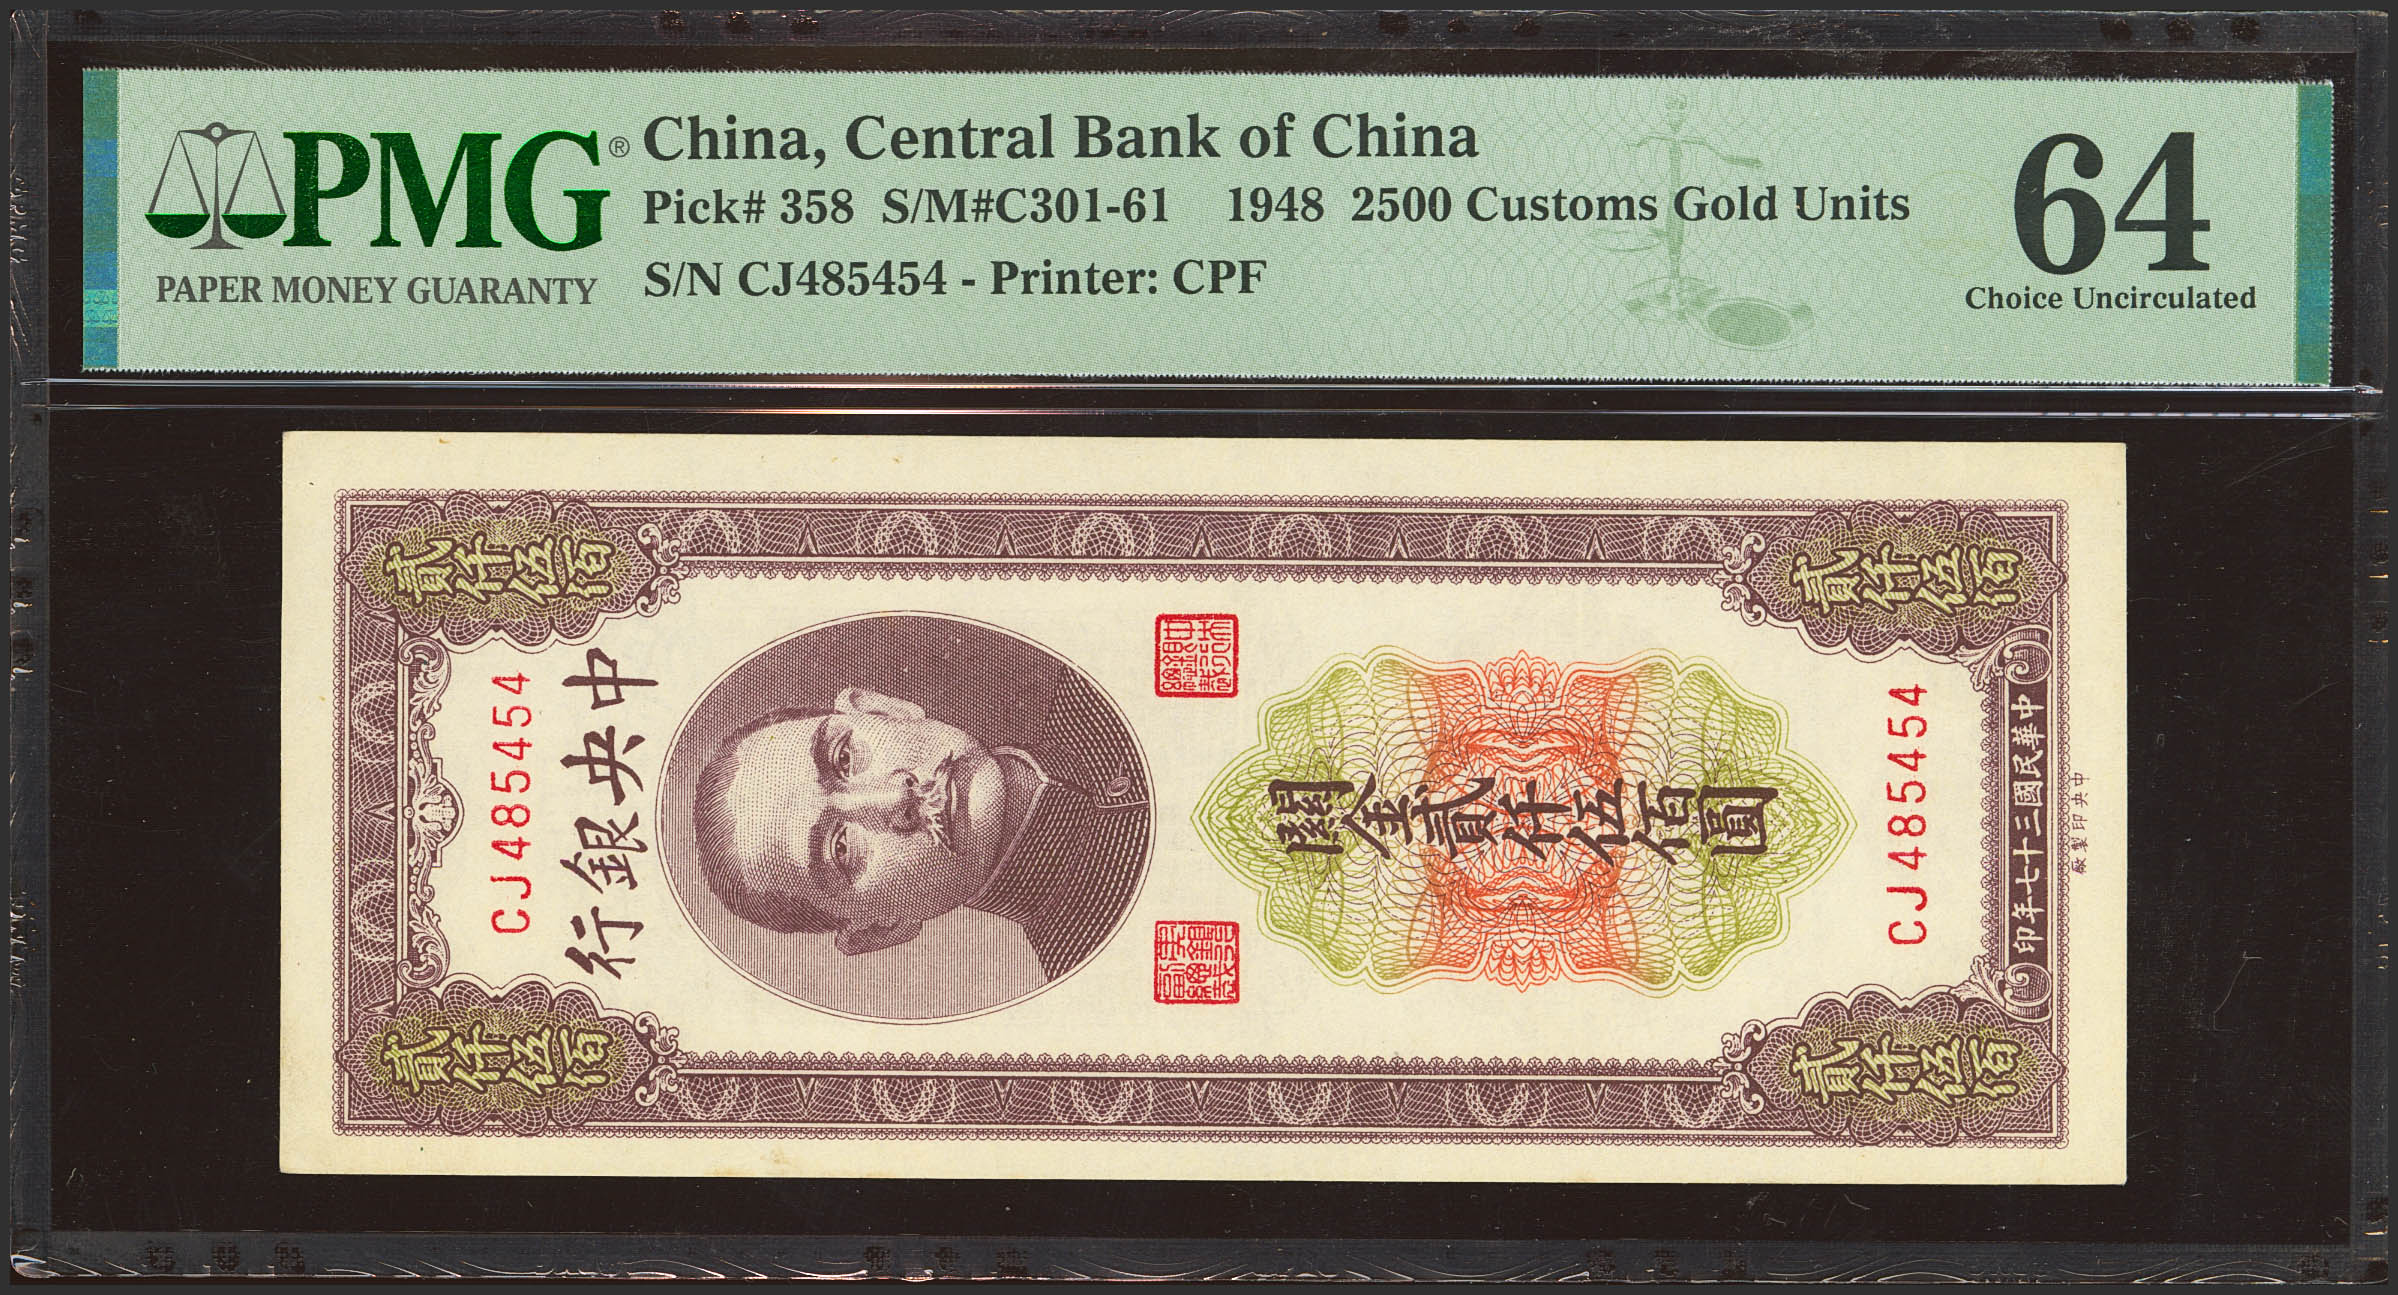 PMG®
PAPER MONEY GUARANTY
China, Central Bank of China
Pick# 358 S/M#C301-61 1948 2500 Customs Gold Units
S/N CJ485454 - Printer: CPF
64
Choice Uncirculated
貳仟伍佰
貳仟伍佰
CJ485454
中央銀行
關金貳仟伍佰圓
CJ485454
貳仟伍佰
貳仟伍佰
中華民國三十七年印
中央印製廠